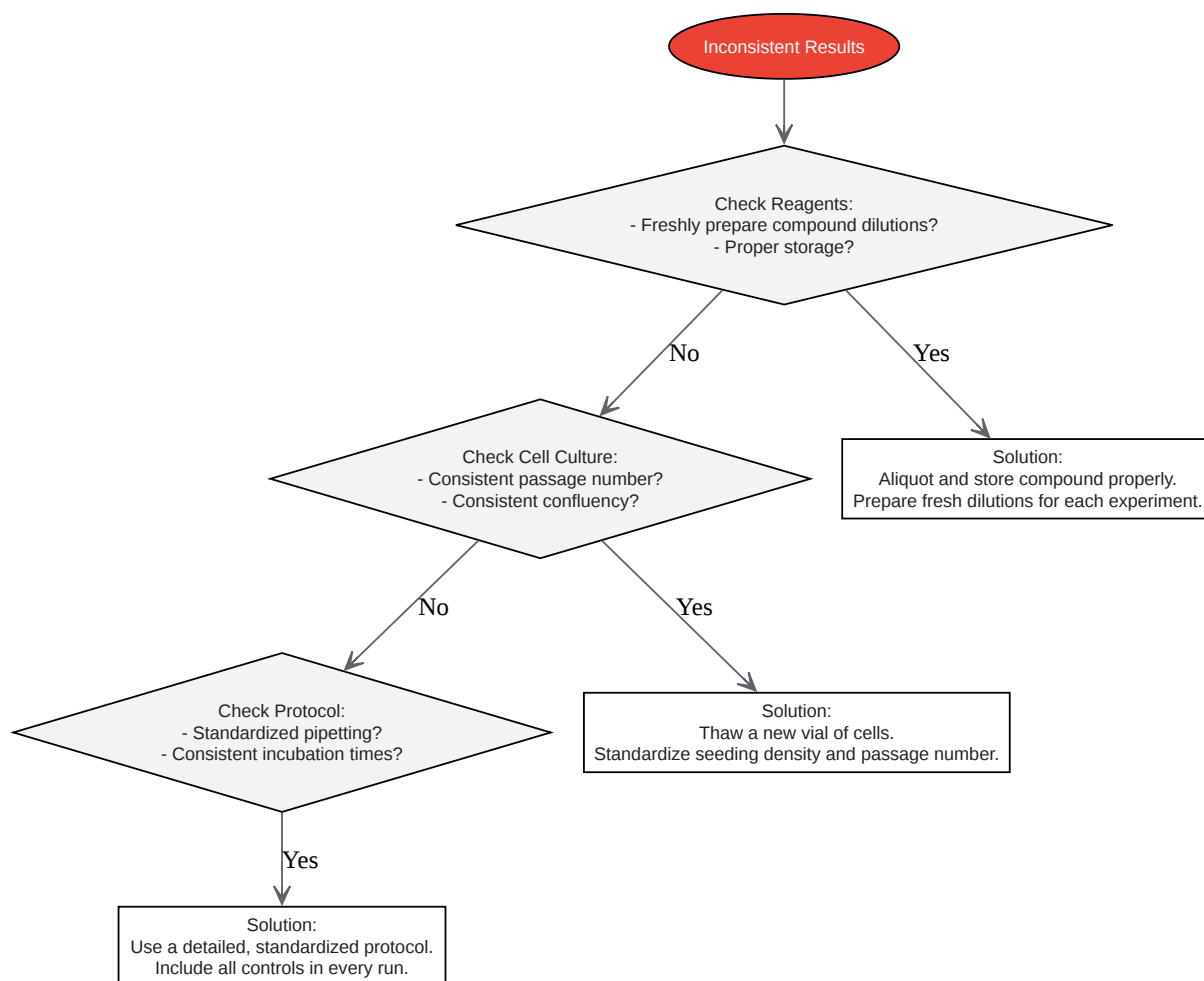 Inconsistent Results
Check Reagents:
- Freshly prepare compound dilutions?
- Proper storage?
No
Yes
Check Cell Culture:
- Consistent passage number?
- Consistent confluency?
Solution:
Aliquot and store compound properly.
Prepare fresh dilutions for each experiment.
No
Yes
Check Protocol:
- Standardized pipetting?
- Consistent incubation times?
Solution:
Thaw a new vial of cells.
Standardize seeding density and passage number.
Yes
Solution:
Use a detailed, standardized protocol.
Include all controls in every run.